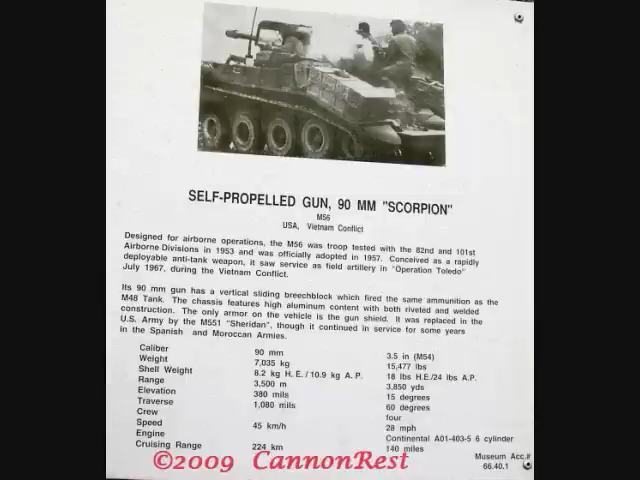 SELF-PROPELLED GUN, 90 MM "SCORPION"
M56
USA, Vietnam Conflict
Designed for airborne operations, the M56 was troop tested with the 82nd and 101st
Airborne Divisions in 1953 and was officially adopted in 1957. Conceived as a rapidly
deployable anti-tank weapon, it saw service as field artillery in "Operation Toledo"
July 1967, during the Vietnam Conflict.
Its 90 mm gun has a vertical sliding breechblock which fired the same ammunition as the
M48 Tank. The chassis features high aluminum content with both riveted and welded
construction. The only armor on the vehicle is the gun shield. It was replaced in the
U.S. Army by the M551 "Sheridan", though it continued in service for some years
in the Spanish and Moroccan Armies.
Caliber 90 mm 3.5 in (M54)
Weight 7,035 kg 15,477 lbs
Shell Weight 8.2 kg H.E./10.9 kg A.P. 18 lbs H.E./24 lbs A.P.
Range 3,500 m 3,850 yds
Elevation 380 mils 15 degrees
Traverse 1,080 mils 60 degrees
Crew four
Speed 45 km/h 28 mph
Engine Continental A01-403-5 6 cylinder
Cruising Range 224 km 140 miles
Museum Acc.#
66.40.1
©2009 CannonRest